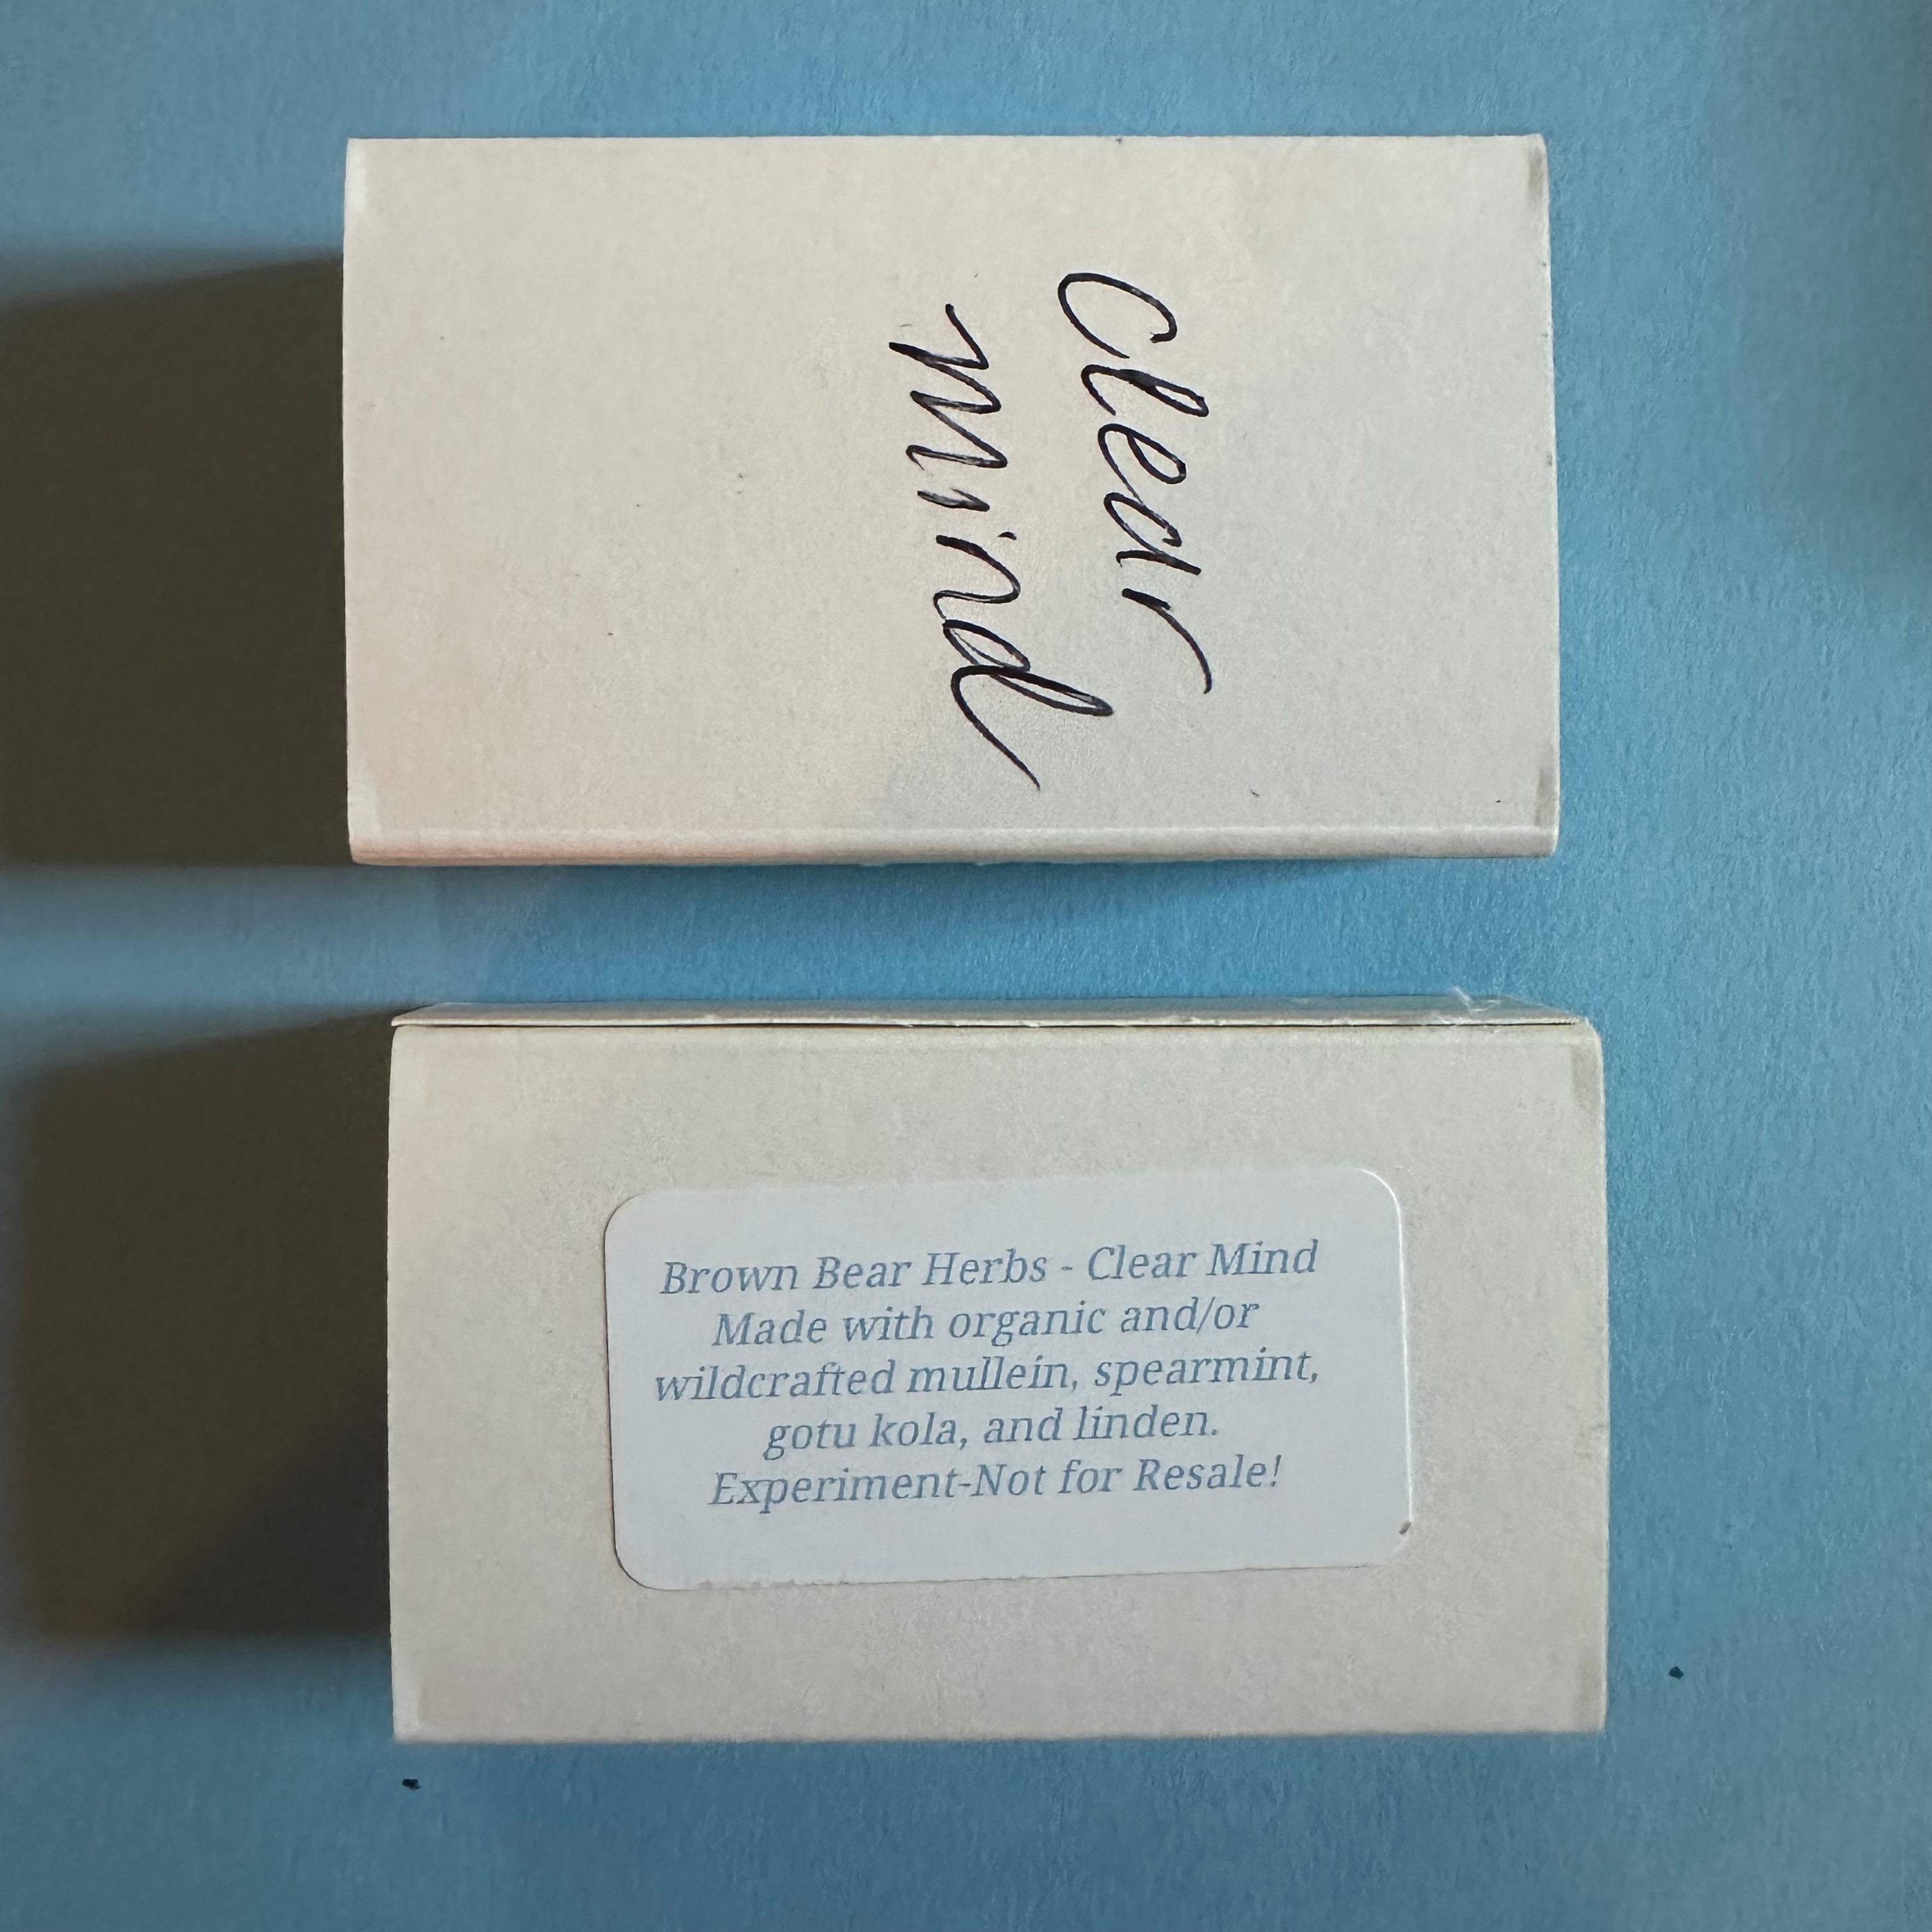 Clear
Mind
Brown Bear Herbs - Clear Mind
Made with organic and/or
wildcrafted mullein, spearmint,
gotu kola, and linden.
Experiment-Not for Resale!